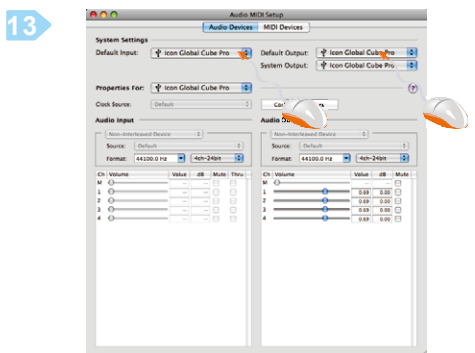 13
Audio MIDI Setup
Audio Devices MIDI Devices
System Settings
Default Input: Icon Global Cube Pro Default Output: Icon Global Cube Pro
System Output: Icon Global Cube Pro
Properties For: Icon Global Cube Pro ?
Clock Source: Default
Audio Input Audio
Non-Interleaved Device
Source: Default Source: Default
Format: 44100.0 Hz 4ch-24bit Format: 44100.0 Hz 4ch-24bit
Ch Volume Value dB Mute Thru Ch Volume Value dB Mute
M -- -- M -- --
1 -- -- 1 0.69 0.00
2 -- -- 2 0.69 0.00
3 -- -- 3 0.69 0.00
4 -- -- 4 0.69 0.00